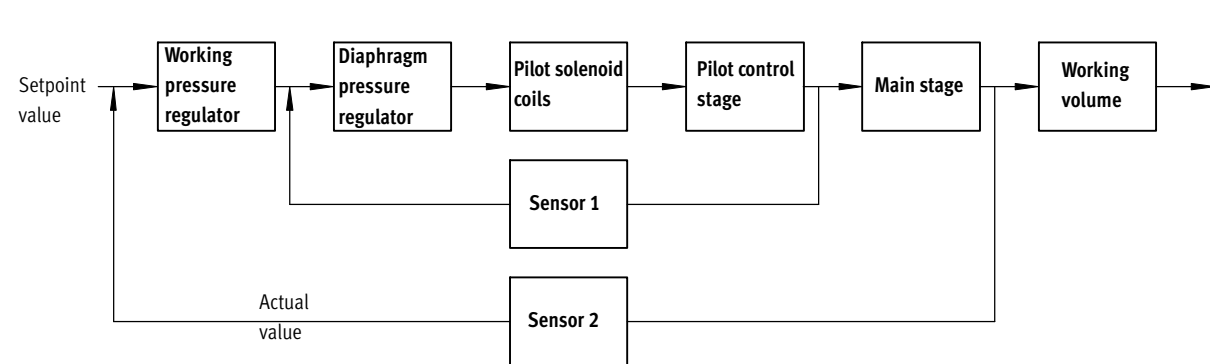 Setpoint
value
Working
pressure
regulator
Diaphragm
pressure
regulator
Pilot solenoid
coils
Pilot control
stage
Main stage
Working
volume
Sensor 1
Actual
value
Sensor 2